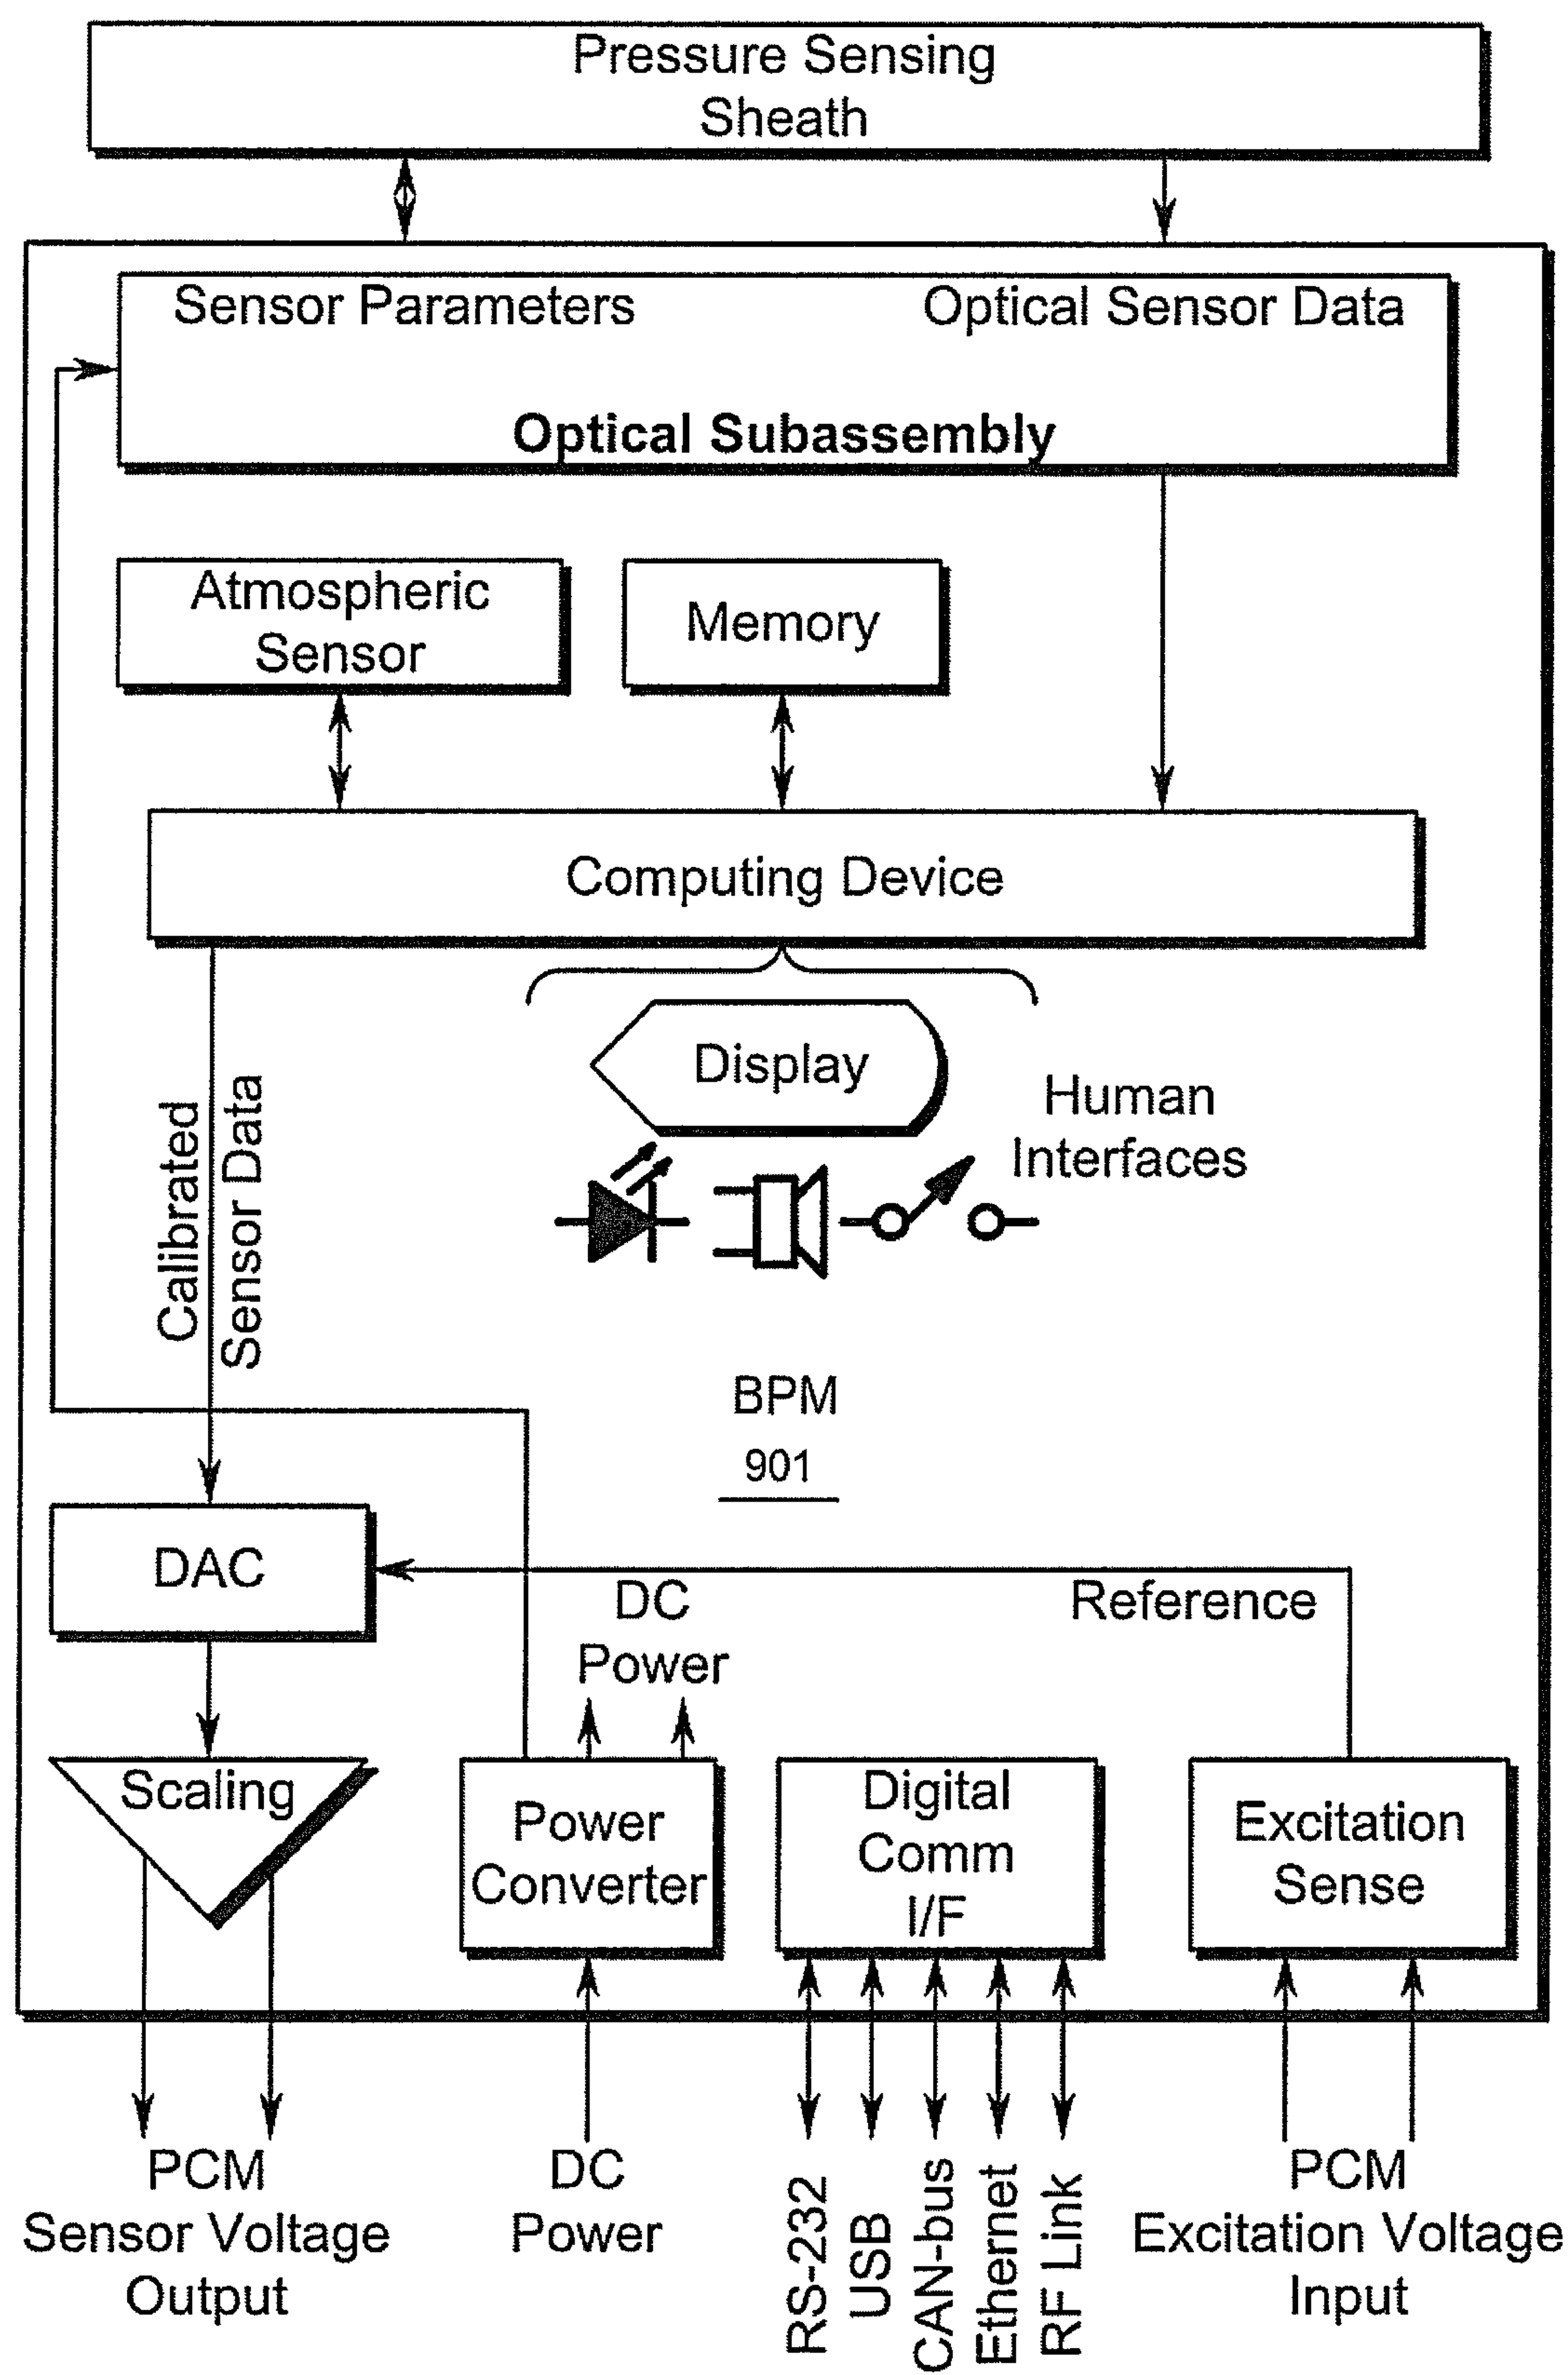 Pressure Sensing
Sheath
Sensor Parameters
Optical Sensor Data
Optical Subassembly
Atmospheric
Sensor
Memory
Computing Device
Display
Human
Interfaces
Calibrated
Sensor Data
BPM
901
DAC
DC
Power
Reference
Scaling
Power
Converter
Digital
Comm
I/F
Excitation
Sense
PCM
Sensor Voltage
Output
DC
Power
RS-232
USB
CAN-bus
Ethernet
RF Link
PCM
Excitation Voltage
Input